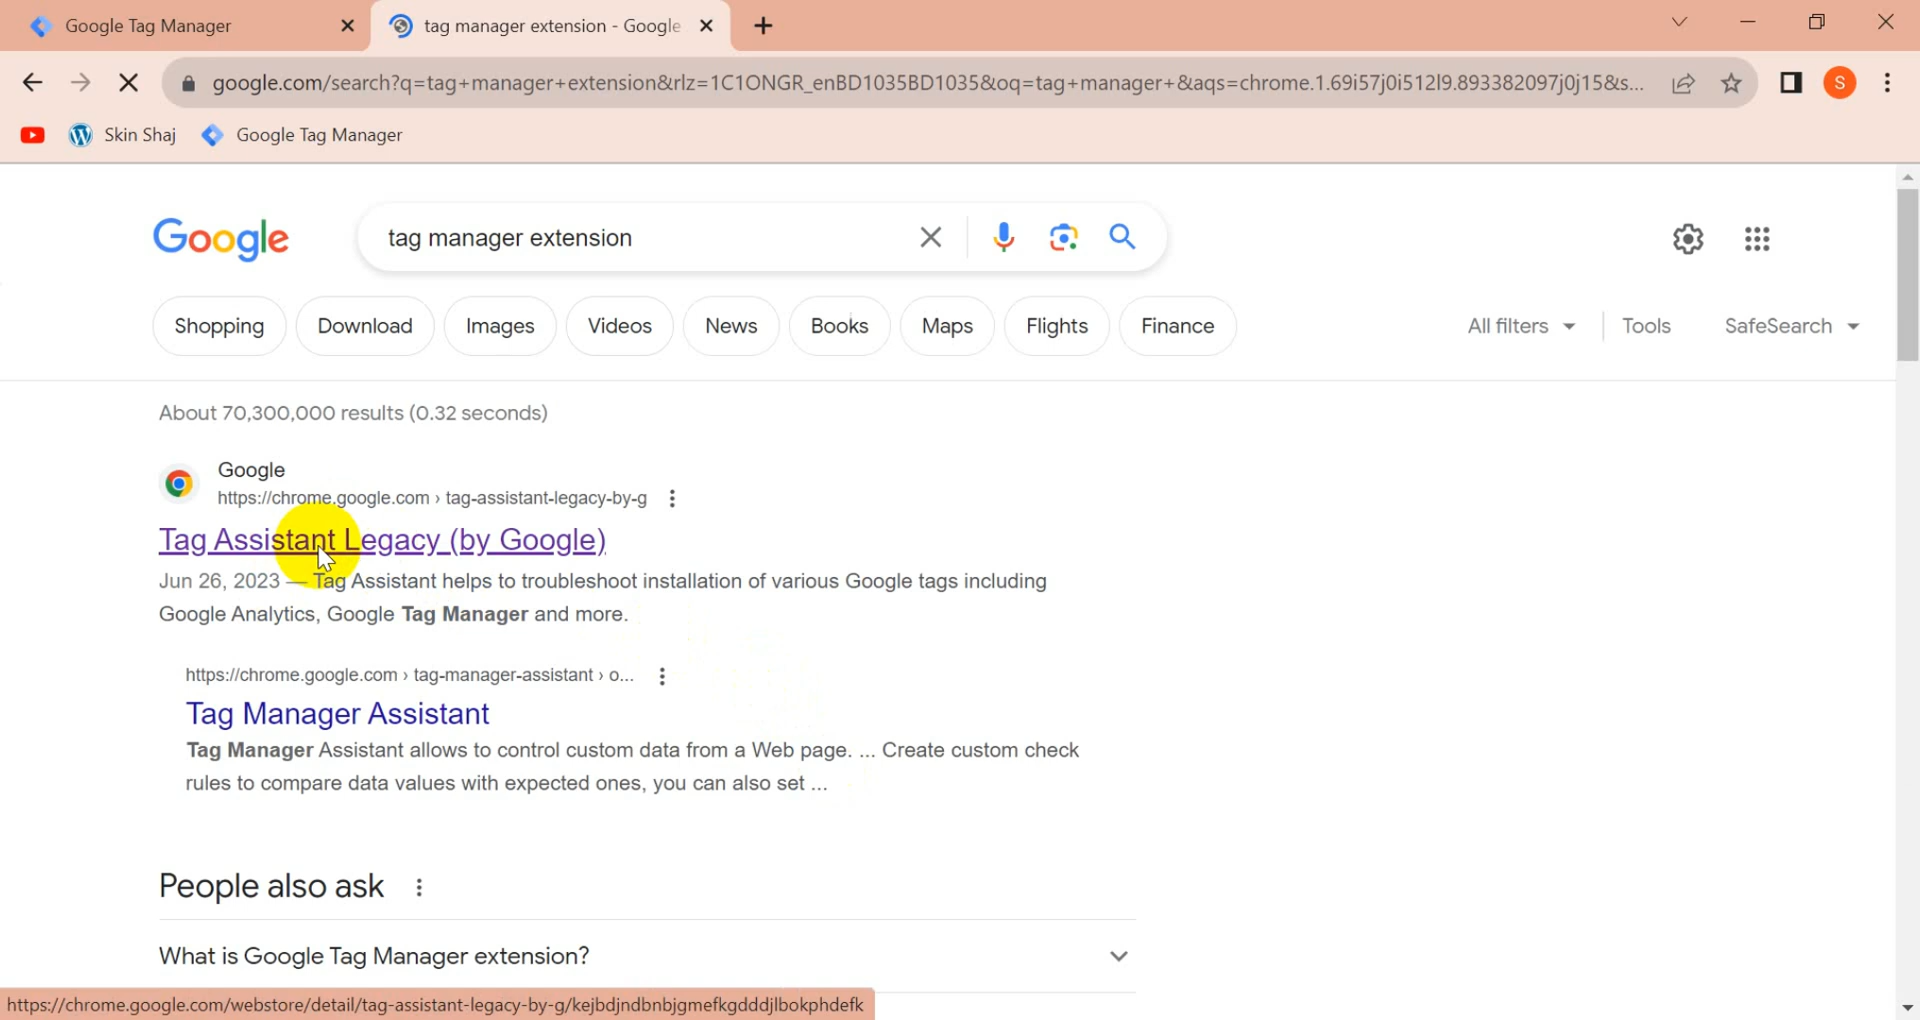 Google Tag Manager
tag manager extension - Google
google.com/search?q=tag+manager+extension&rlz=1C1ONGR_enBD1035BD1035&oq=tag+manager+&aqs=chrome.1.69i57j0i512l9.893382097j0j15&s...
S
Skin Shaj
Google Tag Manager
Google
tag manager extension
Shopping
Download
Images
Videos
News
Books
Maps
Flights
Finance
All filters
Tools
SafeSearch
About 70,300,000 results (0.32 seconds)
Google
https://chrome.google.com › tag-assistant-legacy-by-g
Tag Assistant Legacy (by Google)
Jun 26, 2023 — Tag Assistant helps to troubleshoot installation of various Google tags including
Google Analytics, Google Tag Manager and more.
https://chrome.google.com › tag-manager-assistant › o...
Tag Manager Assistant
Tag Manager Assistant allows to control custom data from a Web page. ... Create custom check
rules to compare data values with expected ones, you can also set ...
People also ask
What is Google Tag Manager extension?
https://chrome.google.com/webstore/detail/tag-assistant-legacy-by-g/kejbdjndbnbjgmefkgdddjlbokphdefk